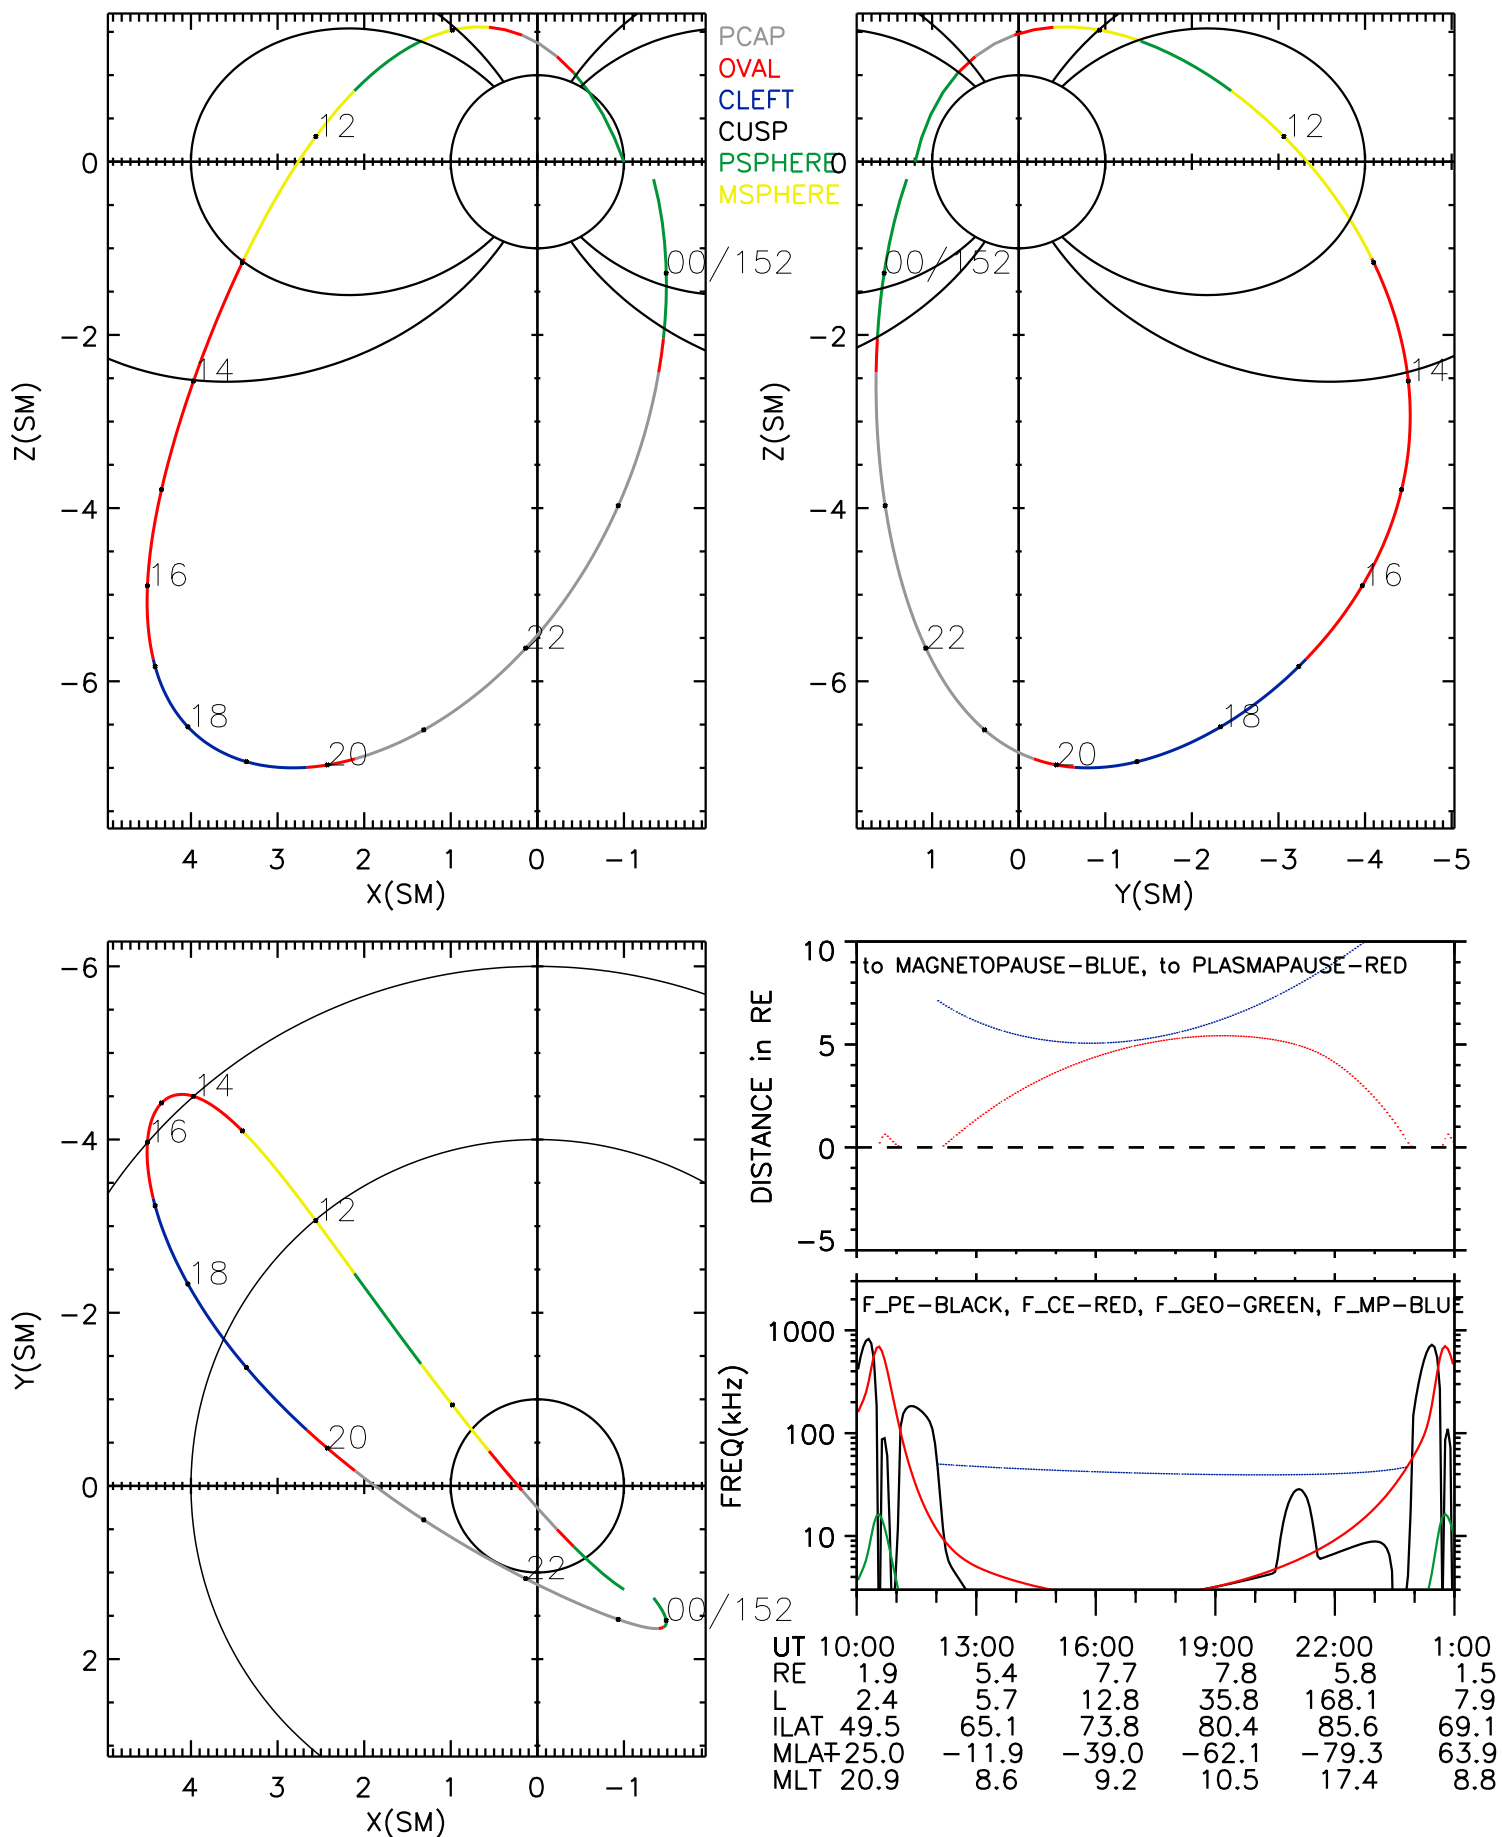 PCAP
OVAL
CLEFT
CUSP
PSPHERE
MSPHERE
0
-2
-4
-6
Z(SM)
12
14
16
18
20
22
00/152
4 3 2 1 0 -1
X(SM)
0
-2
-4
-6
Z(SM)
12
14
16
18
20
22
00/152
1 0 -1 -2 -3 -4 -5
Y(SM)
-6
-4
-2
0
2
Y(SM)
14
16
12
18
20
22
00/152
4 3 2 1 0 -1
X(SM)
10
5
0
-5
DISTANCE in RE
to MAGNETOPAUSE-BLUE, to PLASMAPAUSE-RED
F_PE-BLACK, F_CE-RED, F_GEO-GREEN, F_MP-BLUE
1000
100
10
FREQ(kHz)
UT 10:00 13:00 16:00 19:00 22:00 1:00
RE 1.9 5.4 7.7 7.8 5.8 1.5
L 2.4 5.7 12.8 35.8 168.1 7.9
ILAT 49.5 65.1 73.8 80.4 85.6 69.1
MLAT -25.0 -11.9 -39.0 -62.1 -79.3 63.9
MLT 20.9 8.6 9.2 10.5 17.4 8.8